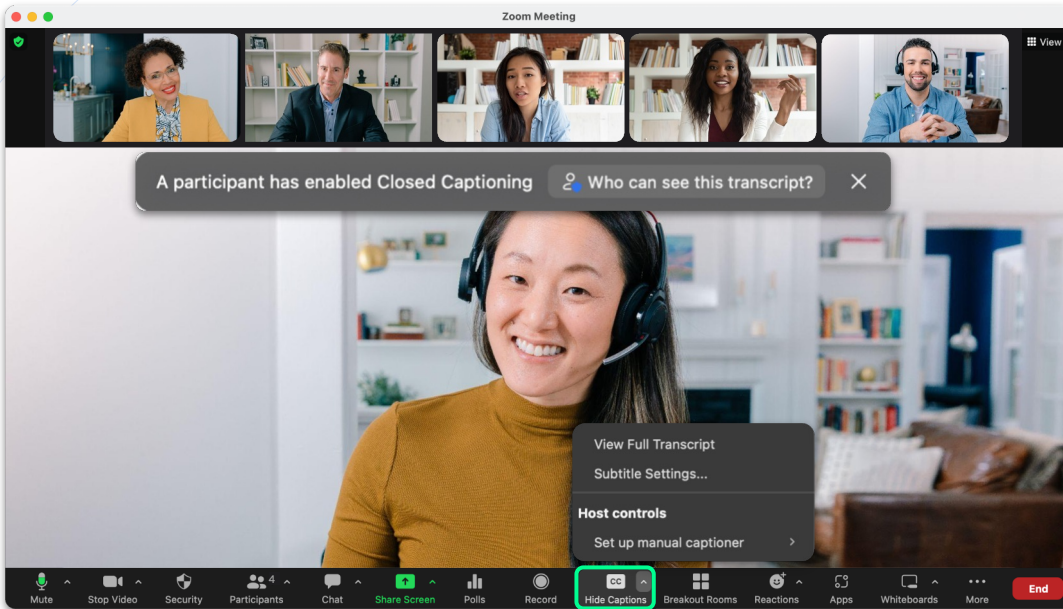 Zoom Meeting
View
A participant has enabled Closed Captioning Who can see this transcript?
View Full Transcript
Subtitle Settings...
Host controls
Set up manual captioner
4
CC
Mute Stop Video Security Participants Chat Share Screen Polls Record Hide Captions Breakout Rooms Reactions Apps Whiteboards More End